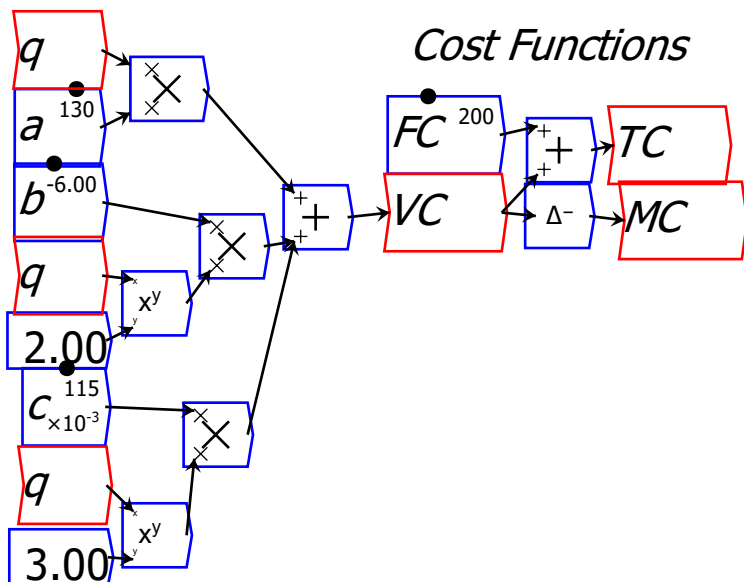 Cost Functions
q
×
×
×
130
a
-6.00
b
×
×
×
q
x
y
xʸ
2.00
115
c
×10⁻³
×
×
×
q
x
y
xʸ
3.00
+
+
+
FC 200
VC
+
+
+
Δ⁻
TC
MC